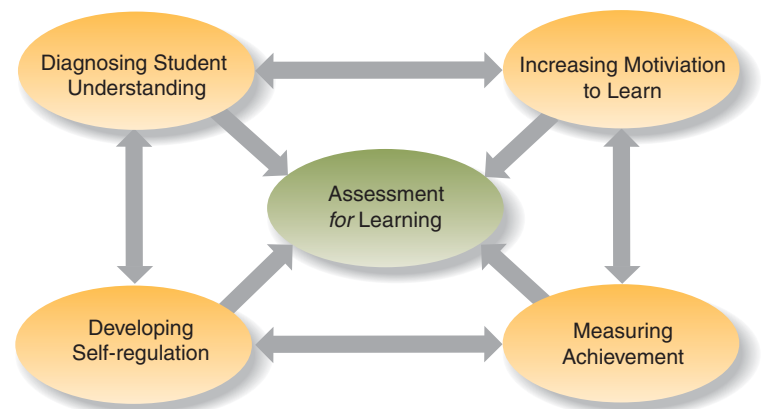 Diagnosing Student
Understanding
Increasing Motiviation
to Learn
Assessment
for Learning
Developing
Self-regulation
Measuring
Achievement